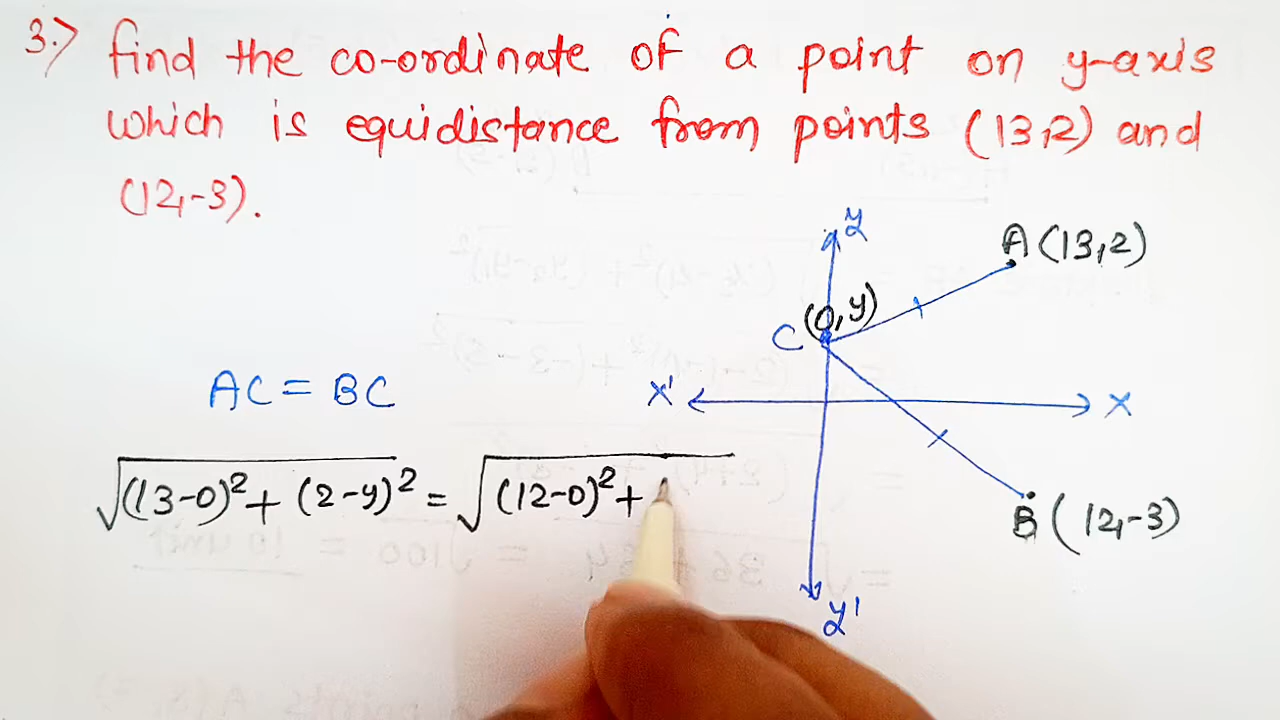 3.) find the co-ordinate of a point on y-axis
which is equidistance from points (13,2) and
(12,-3).
y
A (13,2)
(0,y)
C
AC = BC
X'
X
√(13-0)²+(2-y)² = √(12-0)²+
B (12,-3)
y'